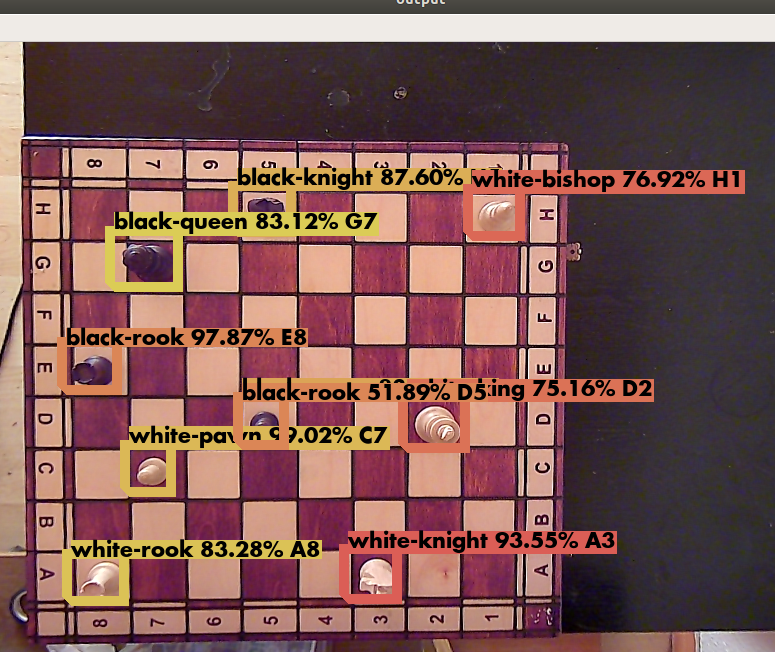 output
8 7 6 5 4 3 2 1
black-knight 87.60%
white-bishop 76.92% H1
H H
black-queen 83.12% G7
G G
F F
black-rook 97.87% E8
E E
black-rook 51.89% D5
king 75.16% D2
D D
white-pawn 99.02% C7
C C
B B
white-knight 93.55% A3
white-rook 83.28% A8
A A
8 7 6 5 4 3 2 1